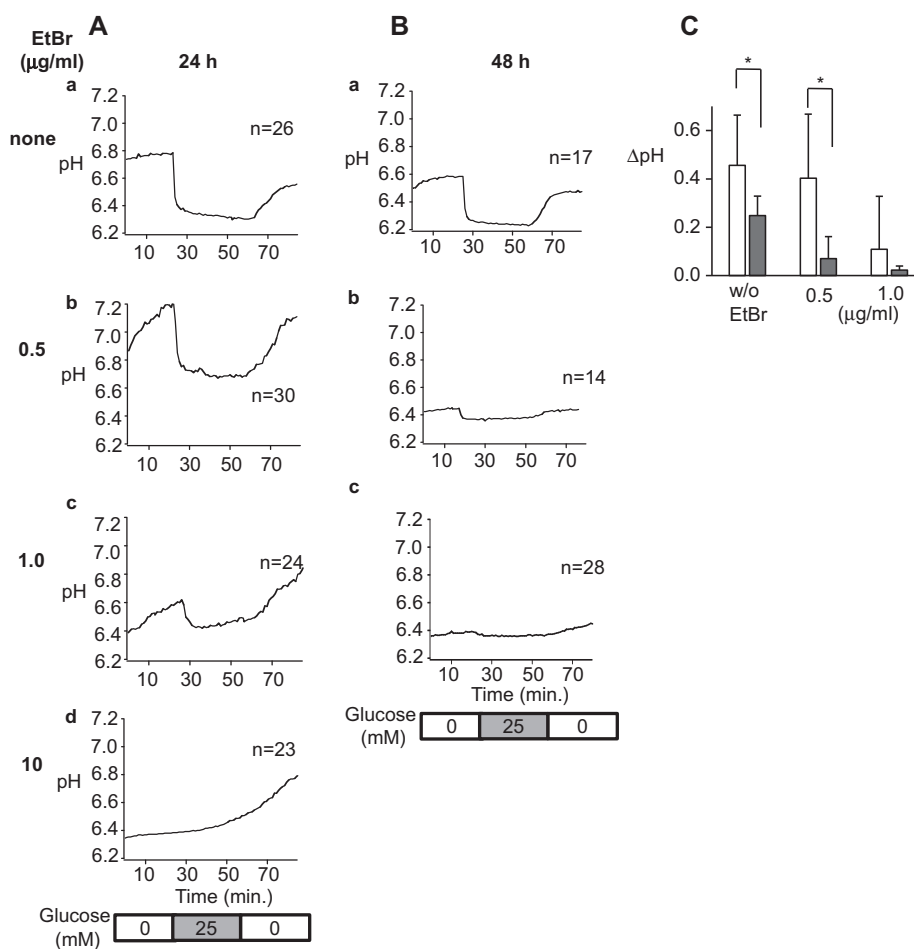 A
B
C
EtBr
(μg/ml)
24 h
48 h
a
none
pH
7.2
7.0
6.8
6.6
6.4
6.2
n=26
10 30 50 70
a
pH
7.2
7.0
6.8
6.6
6.4
6.2
n=17
10 30 50 70
* *
ΔpH
0.6
0.4
0.2
0.0
w/o
EtBr
0.5
1.0
(μg/ml)
b
0.5
pH
7.2
7.0
6.8
6.6
6.4
6.2
n=30
10 30 50 70
b
pH
7.2
7.0
6.8
6.6
6.4
6.2
n=14
10 30 50 70
c
1.0
pH
7.2
7.0
6.8
6.6
6.4
6.2
n=24
10 30 50 70
c
pH
7.2
7.0
6.8
6.6
6.4
6.2
n=28
10 30 50 70
Time (min.)
Glucose
(mM)
0 25 0
d
10
pH
7.2
7.0
6.8
6.6
6.4
6.2
n=23
10 30 50 70
Time (min.)
Glucose
(mM)
0 25 0